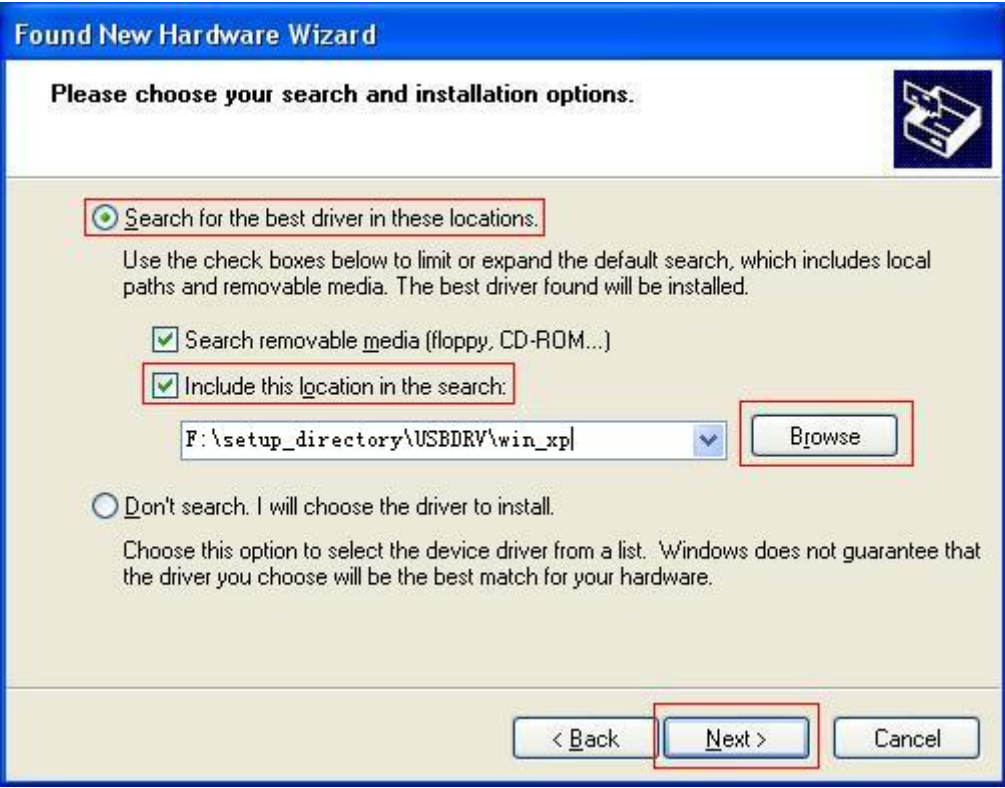 Found New Hardware Wizard
Please choose your search and installation options.
Search for the best driver in these locations.
Use the check boxes below to limit or expand the default search, which includes local
paths and removable media. The best driver found will be installed.
Search removable media (floppy, CD-ROM...)
Include this location in the search:
F:\setup_directory\USBDRV\win_xp
Browse
Don't search. I will choose the driver to install.
Choose this option to select the device driver from a list.  Windows does not guarantee that
the driver you choose will be the best match for your hardware.
< Back
Next >
Cancel